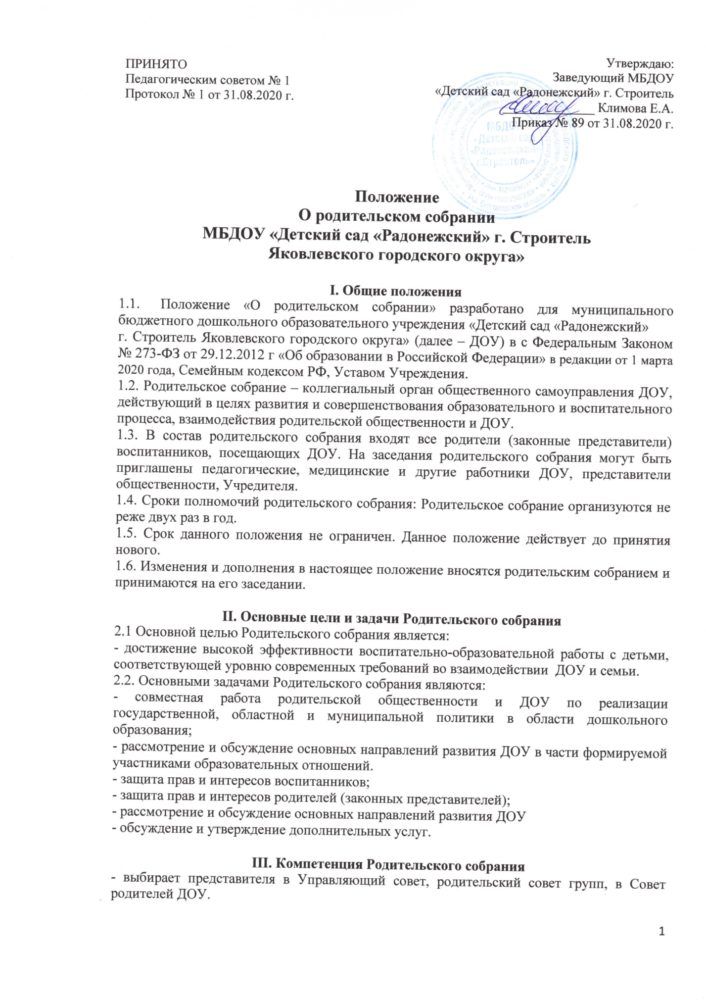 ПРИНЯТО
Педагогическим советом № 1
Протокол № 1 от 31.08.2020 г.
Утверждаю:
Заведующий МБДОУ
«Детский сад «Радонежский» г. Строитель
Климова Е.А.
Приказ № 89 от 31.08.2020 г.
МБДОУ
«Детский сад
«Радонежский»
г.Строитель»
Положение
О родительском собрании
МБДОУ «Детский сад «Радонежский» г. Строитель
Яковлевского городского округа»
I. Общие положения
1.1. Положение «О родительском собрании» разработано для муниципального
бюджетного дошкольного образовательного учреждения «Детский сад «Радонежский»
г. Строитель Яковлевского городского округа» (далее – ДОУ) в с Федеральным Законом
№ 273-ФЗ от 29.12.2012 г «Об образовании в Российской Федерации» в редакции от 1 марта
2020 года, Семейным кодексом РФ, Уставом Учреждения.
1.2. Родительское собрание – коллегиальный орган общественного самоуправления ДОУ,
действующий в целях развития и совершенствования образовательного и воспитательного
процесса, взаимодействия родительской общественности и ДОУ.
1.3. В состав родительского собрания входят все родители (законные представители)
воспитанников, посещающих ДОУ. На заседания родительского собрания могут быть
приглашены педагогические, медицинские и другие работники ДОУ, представители
общественности, Учредителя.
1.4. Сроки полномочий родительского собрания: Родительское собрание организуются не
реже двух раз в год.
1.5. Срок данного положения не ограничен. Данное положение действует до принятия
нового.
1.6. Изменения и дополнения в настоящее положение вносятся родительским собранием и
принимаются на его заседании.
II. Основные цели и задачи Родительского собрания
2.1 Основной целью Родительского собрания является:
- достижение высокой эффективности воспитательно-образовательной работы с детьми,
соответствующей уровню современных требований во взаимодействии ДОУ и семьи.
2.2. Основными задачами Родительского собрания являются:
- совместная работа родительской общественности и ДОУ по реализации
государственной, областной и муниципальной политики в области дошкольного
образования;
- рассмотрение и обсуждение основных направлений развития ДОУ в части формируемой
участниками образовательных отношений.
- защита прав и интересов воспитанников;
- защита прав и интересов родителей (законных представителей);
- рассмотрение и обсуждение основных направлений развития ДОУ
- обсуждение и утверждение дополнительных услуг.
III. Компетенция Родительского собрания
- выбирает представителя в Управляющий совет, родительский совет групп, в Совет
родителей ДОУ.
1